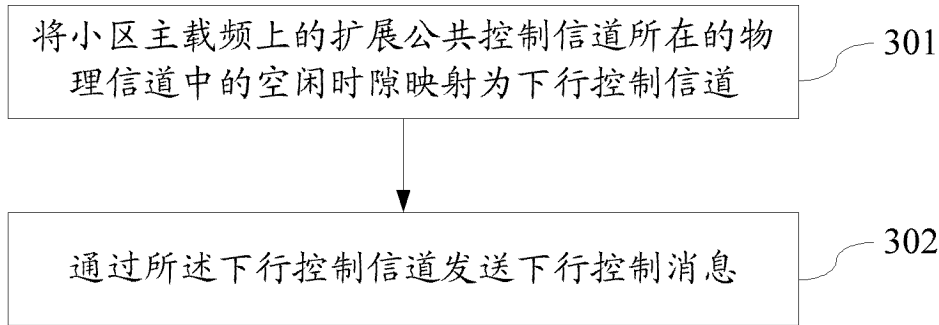 将小区主载频上的扩展公共控制信道所在的物
理信道中的空闲时隙映射为下行控制信道
301
通过所述下行控制信道发送下行控制消息
302